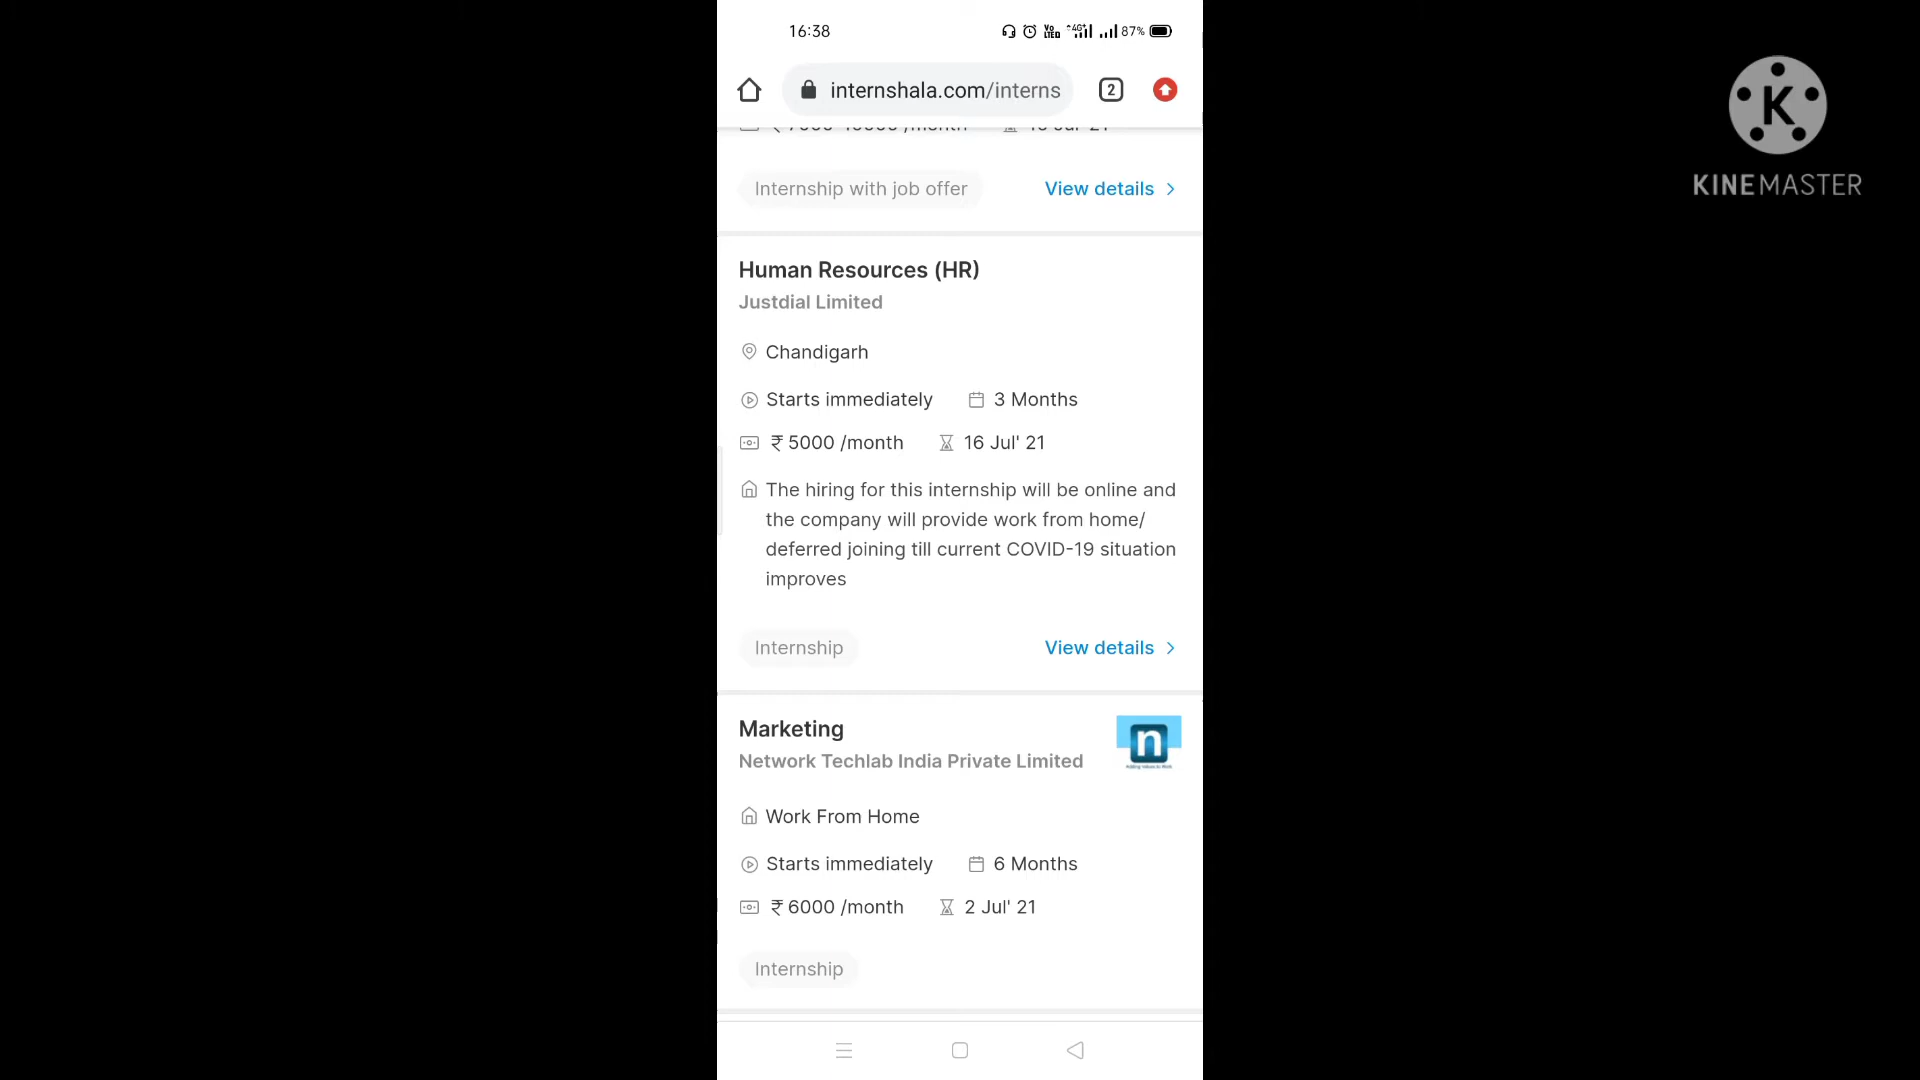 16:38
4G+
87%
internshala.com/interns
2
K
KINEMASTER
Internship with job offer
View details
Human Resources (HR)
Justdial Limited
Chandigarh
Starts immediately
3 Months
₹ 5000 /month
16 Jul' 21
The hiring for this internship will be online and
the company will provide work from home/
deferred joining till current COVID-19 situation
improves
Internship
View details
Marketing
n
Network Techlab India Private Limited
Work From Home
Starts immediately
6 Months
₹ 6000 /month
2 Jul' 21
Internship